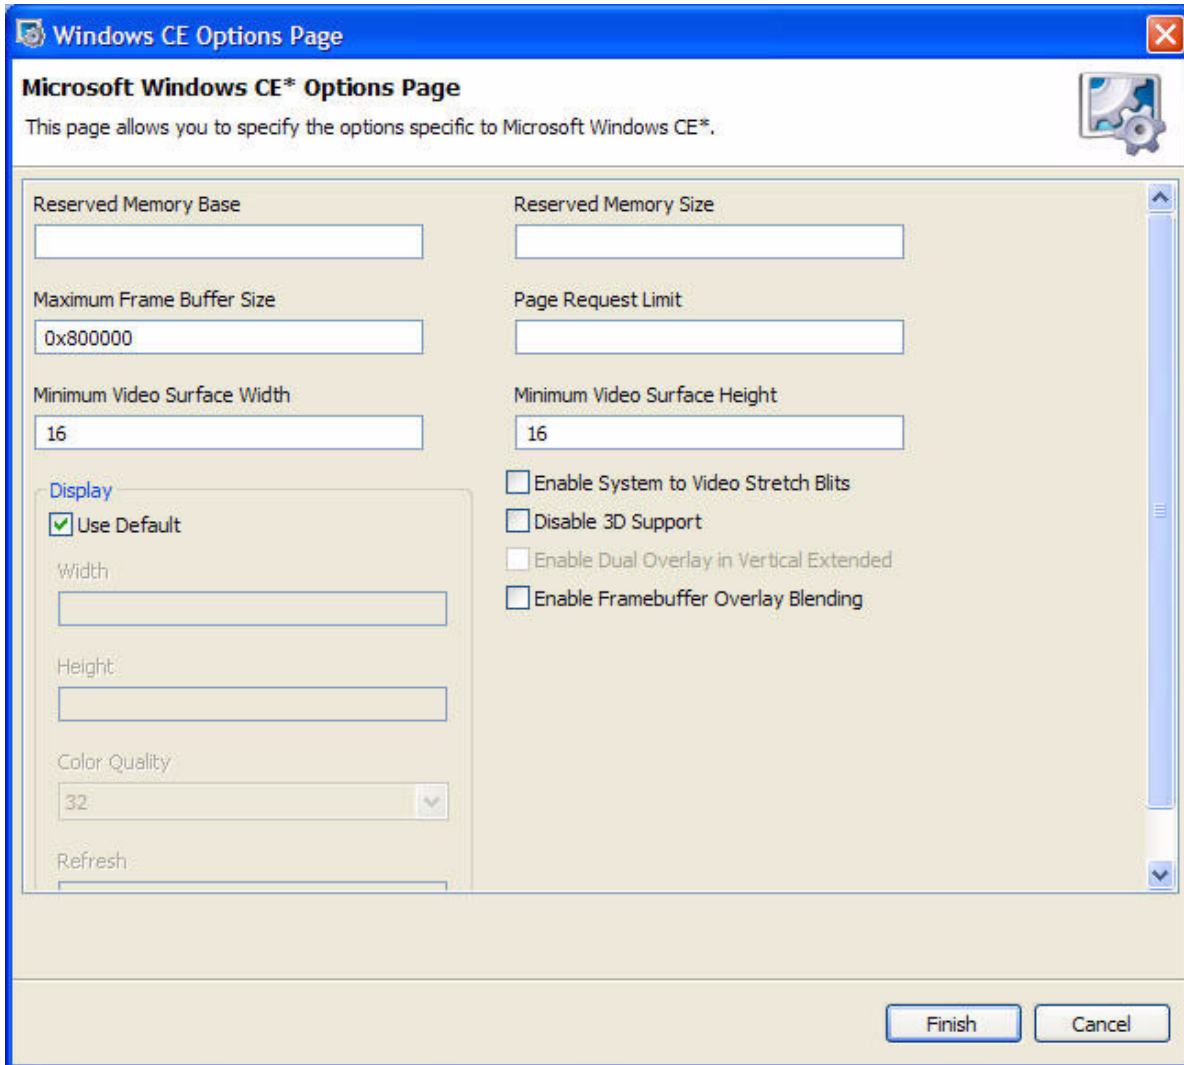 Windows CE Options Page
Microsoft Windows CE* Options Page
This page allows you to specify the options specific to Microsoft Windows CE*.
Reserved Memory Base
Reserved Memory Size
Maximum Frame Buffer Size
Page Request Limit
0x800000
Minimum Video Surface Width
Minimum Video Surface Height
16
16
Display
Enable System to Video Stretch Blits
Use Default
Disable 3D Support
Width
Enable Dual Overlay in Vertical Extended
Enable Framebuffer Overlay Blending
Height
Color Quality
32
Refresh
Finish
Cancel